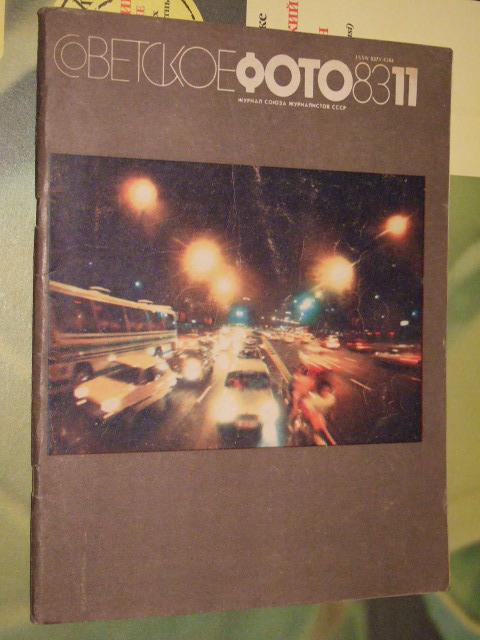 СОВЕТСКОЕ ФОТО 83 11
ЖУРНАЛ СОЮЗА ЖУРНАЛИСТОВ СССР